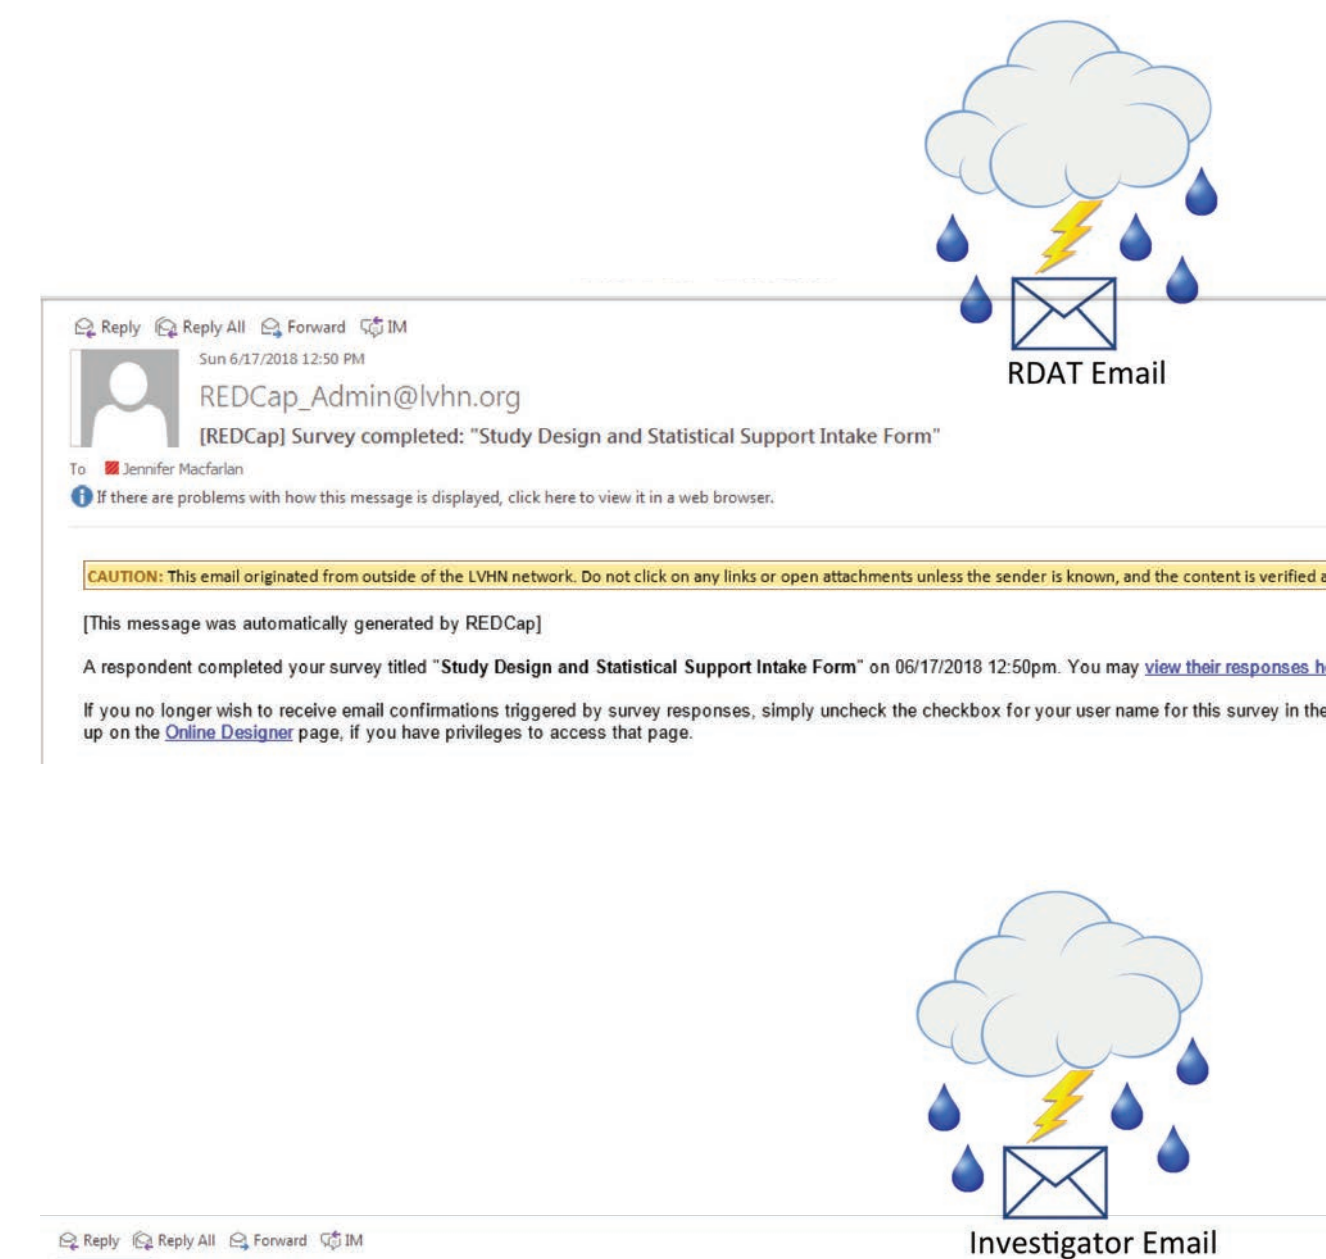 Reply Reply All Forward IM
Sun 6/17/2018 12:50 PM
RDAT Email
REDCap_Admin@lvhn.org
[REDCap] Survey completed: "Study Design and Statistical Support Intake Form"
To Jennifer Macfarlan
If there are problems with how this message is displayed, click here to view it in a web browser.
CAUTION: This email originated from outside of the LVHN network. Do not click on any links or open attachments unless the sender is known, and the content is verified
[This message was automatically generated by REDCap]
A respondent completed your survey titled "Study Design and Statistical Support Intake Form" on 06/17/2018 12:50pm. You may view their responses
If you no longer wish to receive email confirmations triggered by survey responses, simply uncheck the checkbox for your user name for this survey in the
up on the Online Designer page, if you have privileges to access that page.
Reply Reply All Forward IM
Investigator Email